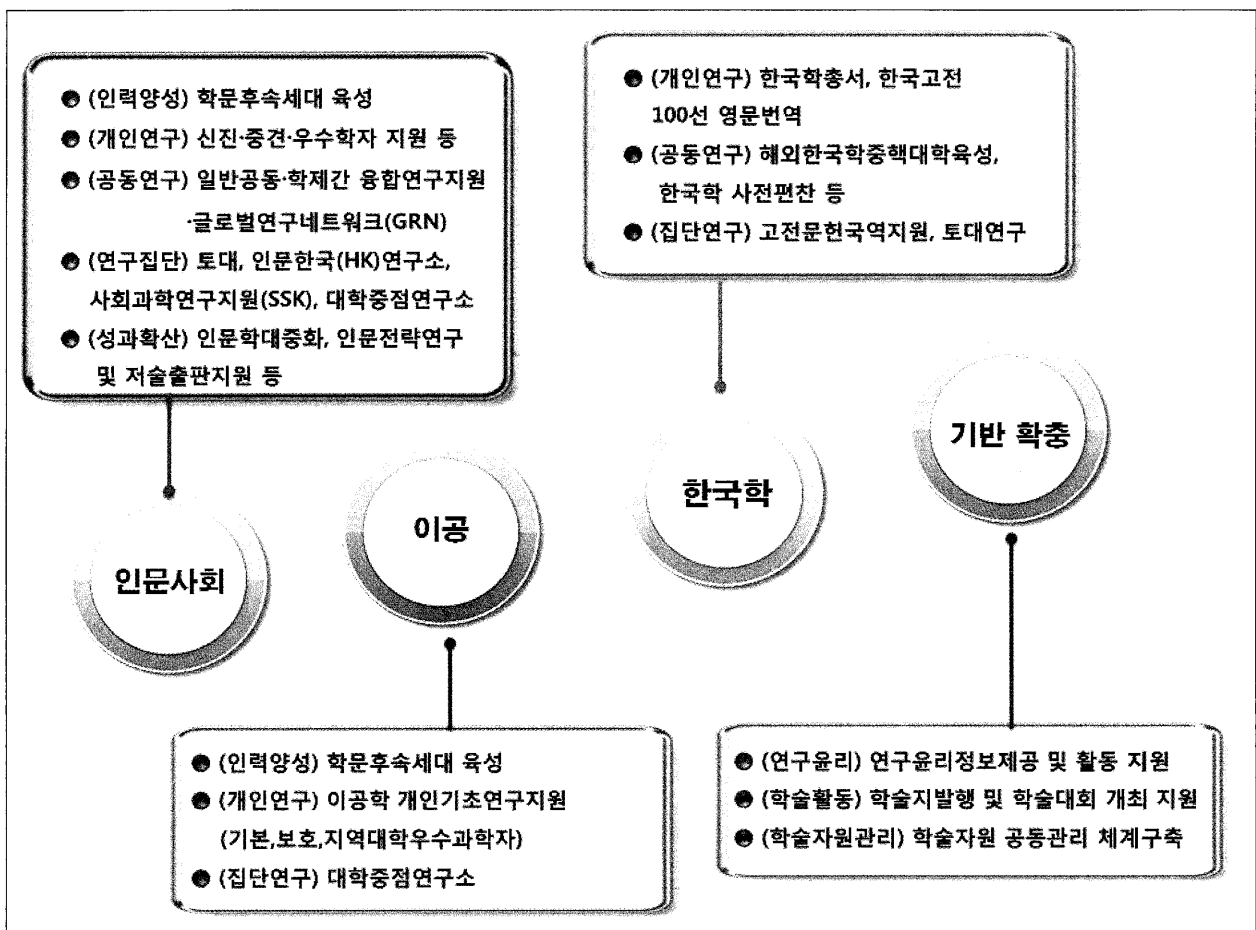 ● (인력양성) 학문후속세대 육성
● (개인연구) 신진·중견·우수학자 지원 등
● (공동연구) 일반공동·학제간 융합연구지원
·글로벌연구네트워크(GRN)
● (연구집단) 토대, 인문한국(HK)연구소,
사회과학연구지원(SSK), 대학중점연구소
● (성과확산) 인문학대중화, 인문전략연구
및 저술출판지원 등
● (개인연구) 한국학총서, 한국고전
100선 영문번역
● (공동연구) 해외한국학중핵대학육성,
한국학 사전편찬 등
● (집단연구) 고전문헌국역지원, 토대연구
인문사회
이공
한국학
기반 확충
● (인력양성) 학문후속세대 육성
● (개인연구) 이공학 개인기초연구지원
(기본,보호,지역대학우수과학자)
● (집단연구) 대학중점연구소
● (연구윤리) 연구윤리정보제공 및 활동 지원
● (학술활동) 학술지발행 및 학술대회 개최 지원
● (학술자원관리) 학술자원 공동관리 체계구축